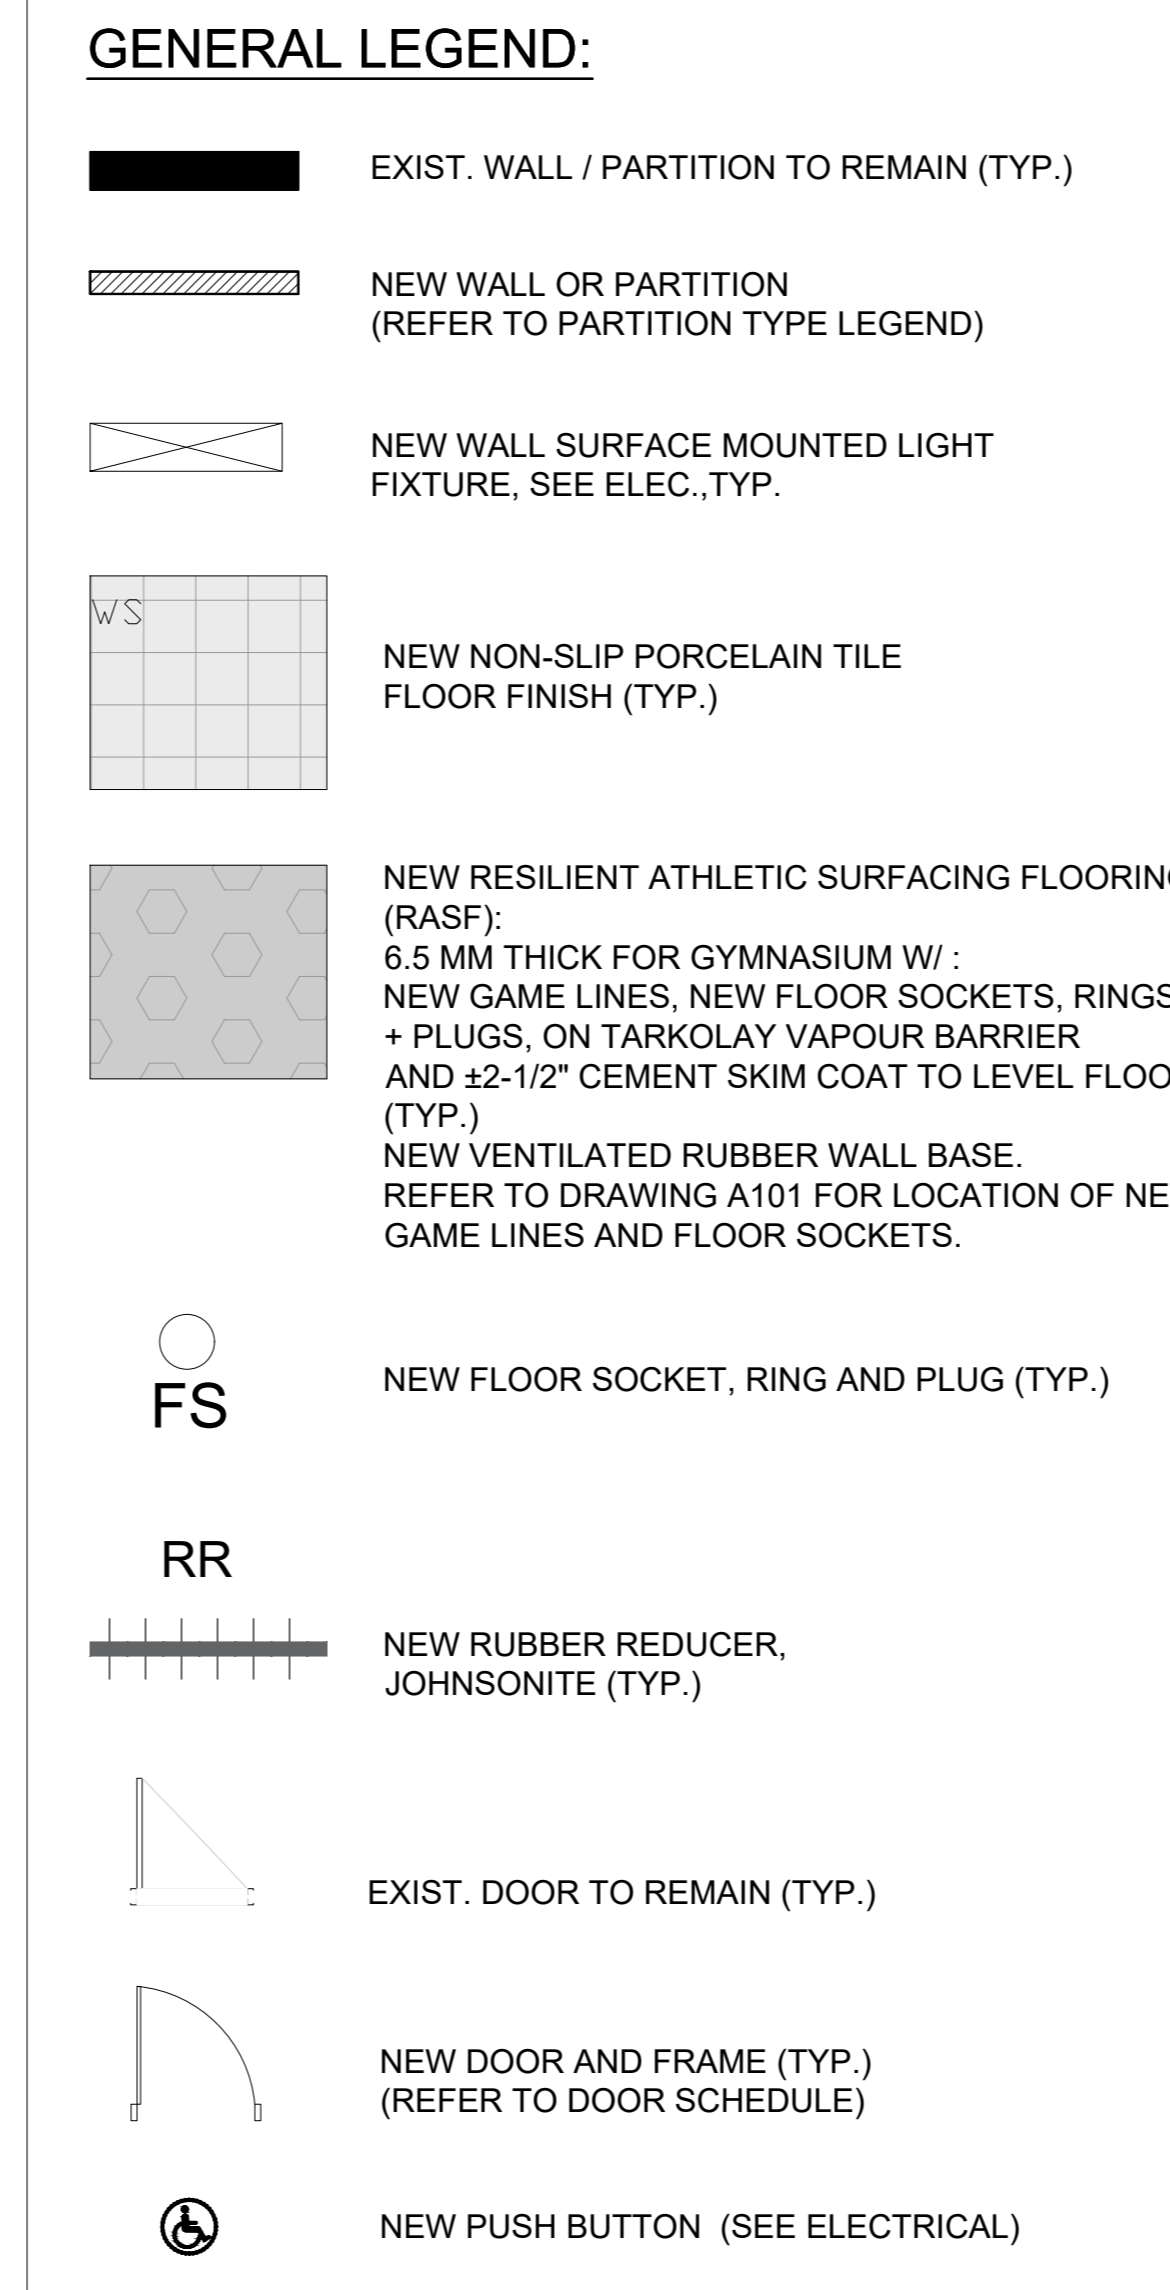 GENERAL LEGEND:
EXIST. WALL / PARTITION TO REMAIN (TYP.)
NEW WALL OR PARTITION
(REFER TO PARTITION TYPE LEGEND)
NEW WALL SURFACE MOUNTED LIGHT
FIXTURE, SEE ELEC.,TYP.
WS
NEW NON-SLIP PORCELAIN TILE
FLOOR FINISH (TYP.)
NEW RESILIENT ATHLETIC SURFACING FLOORING
(RASF):
6.5 MM THICK FOR GYMNASIUM W/ :
NEW GAME LINES, NEW FLOOR SOCKETS, RINGS
+ PLUGS, ON TARKOLAY VAPOUR BARRIER
AND ±2-1/2" CEMENT SKIM COAT TO LEVEL FLOO
(TYP.)
NEW VENTILATED RUBBER WALL BASE.
REFER TO DRAWING A101 FOR LOCATION OF NE
GAME LINES AND FLOOR SOCKETS.
FS
NEW FLOOR SOCKET, RING AND PLUG (TYP.)
RR
NEW RUBBER REDUCER,
JOHNSONITE (TYP.)
EXIST. DOOR TO REMAIN (TYP.)
NEW DOOR AND FRAME (TYP.)
(REFER TO DOOR SCHEDULE)
NEW PUSH BUTTON (SEE ELECTRICAL)